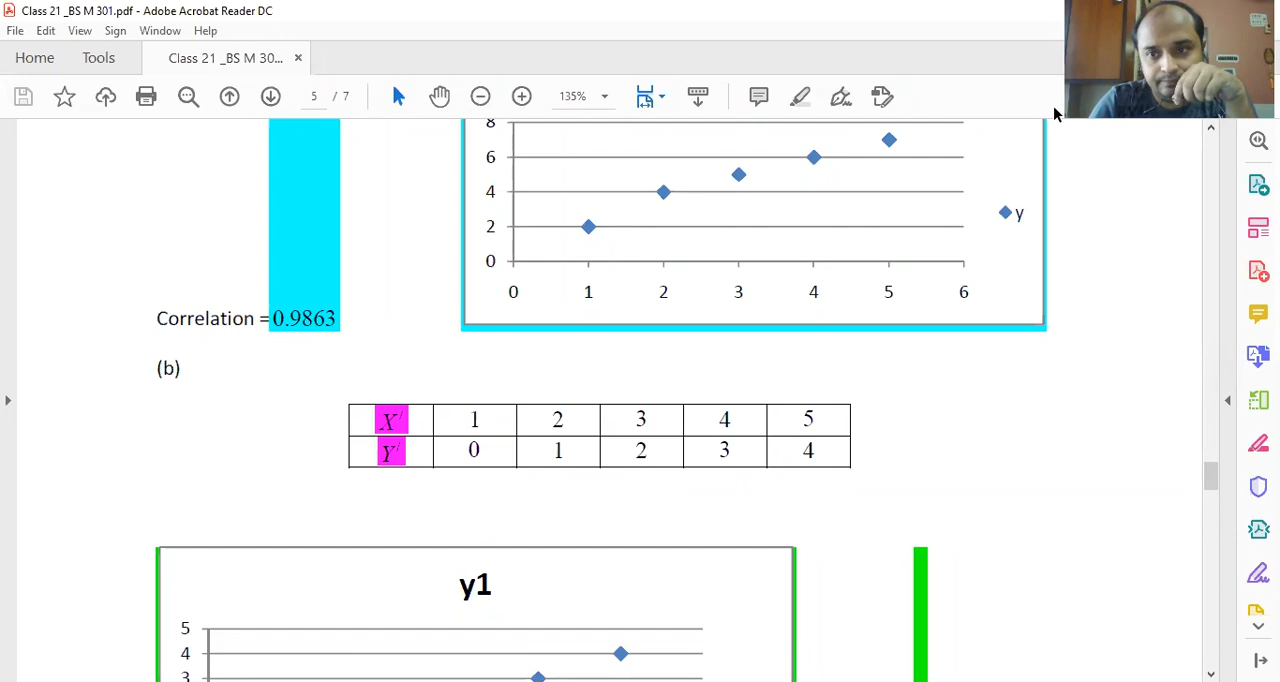 Class 21 _BS M 301.pdf - Adobe Acrobat Reader DC
File Edit View Sign Window Help
Home Tools Class 21 _BS M 30... ×
5 / 7 135%
8
6
4
2
0
y
0 1 2 3 4 5 6
Correlation = 0.9863
(b)
X' 1 2 3 4 5
Y' 0 1 2 3 4
y1
5
4
3